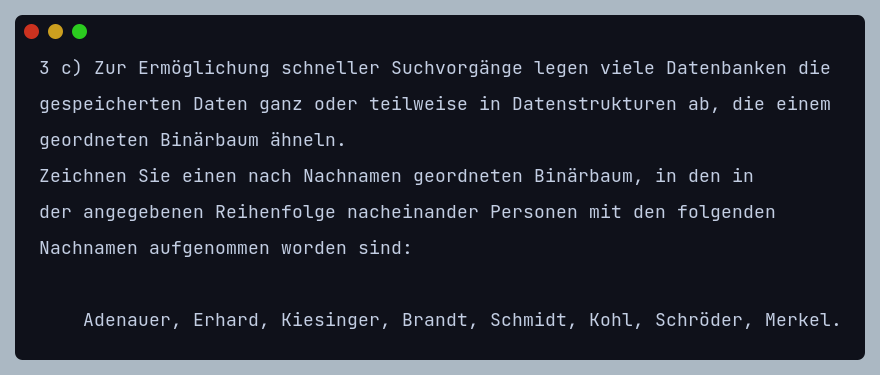 3 c) Zur Ermöglichung schneller Suchvorgänge legen viele Datenbanken die
gespeicherten Daten ganz oder teilweise in Datenstrukturen ab, die einem
geordneten Binärbaum ähneln.
Zeichnen Sie einen nach Nachnamen geordneten Binärbaum, in den in
der angegebenen Reihenfolge nacheinander Personen mit den folgenden
Nachnamen aufgenommen worden sind:
Adenauer, Erhard, Kiesinger, Brandt, Schmidt, Kohl, Schröder, Merkel.